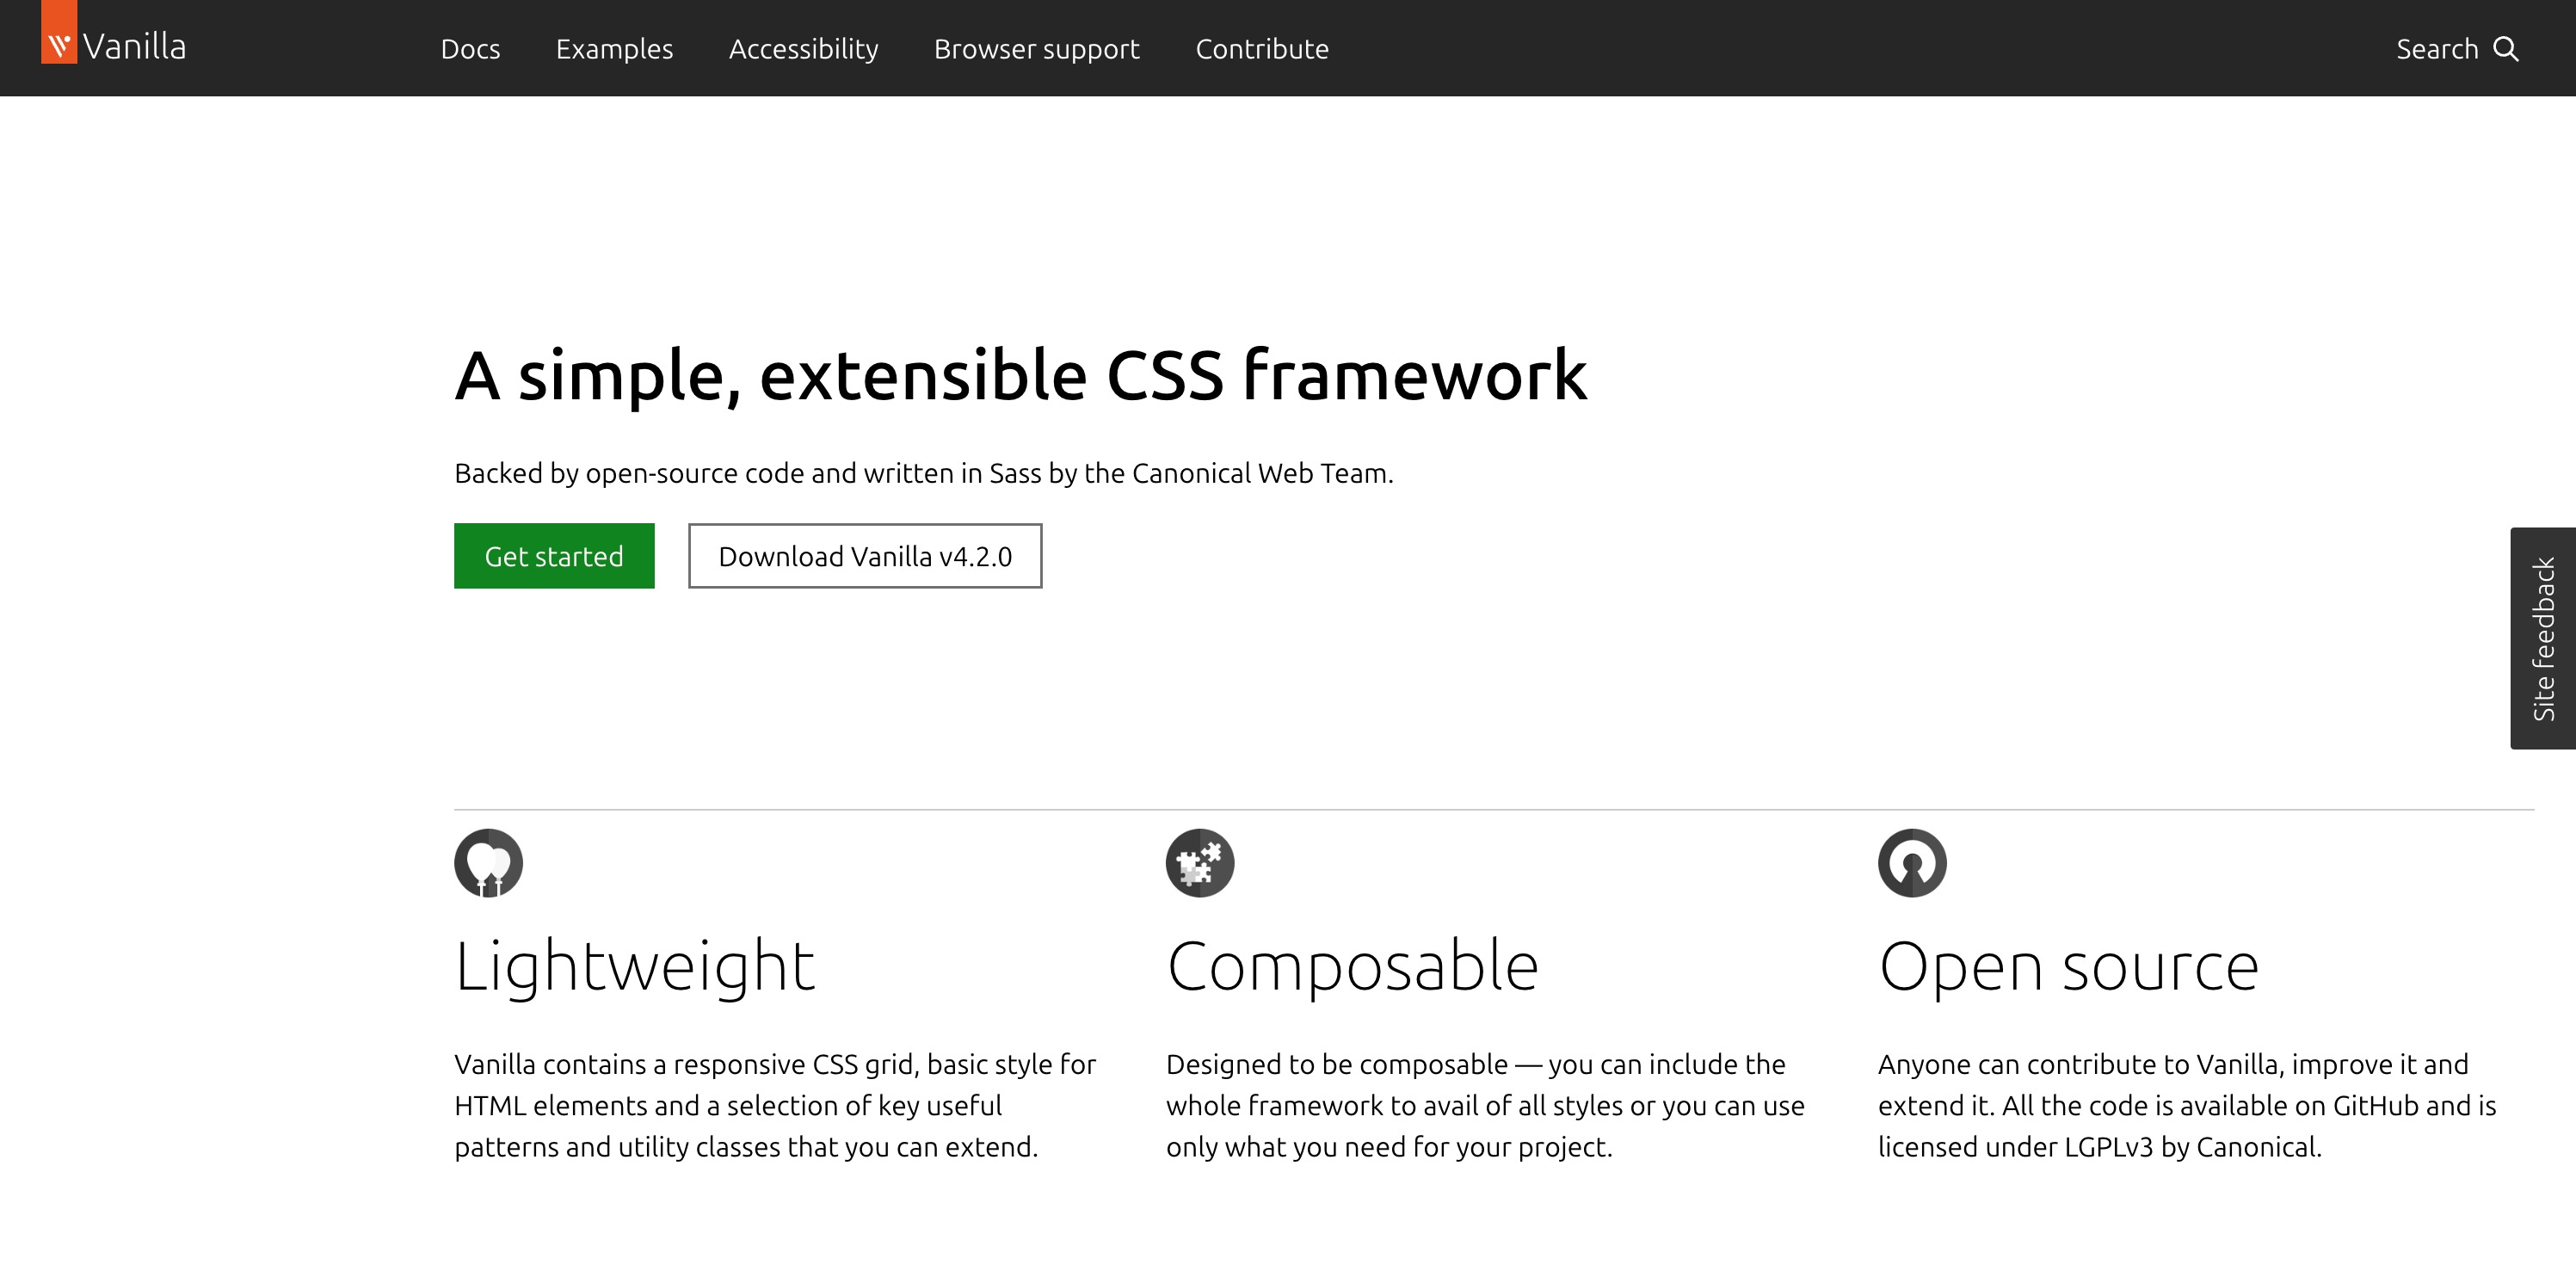 Vanilla
Docs
Examples
Accessibility
Browser support
Contribute
Search
A simple, extensible CSS framework
Backed by open-source code and written in Sass by the Canonical Web Team.
Get started
Download Vanilla v4.2.0
Site feedback
Lightweight
Vanilla contains a responsive CSS grid, basic style for
HTML elements and a selection of key useful
patterns and utility classes that you can extend.
Composable
Designed to be composable — you can include the
whole framework to avail of all styles or you can use
only what you need for your project.
Open source
Anyone can contribute to Vanilla, improve it and
extend it. All the code is available on GitHub and is
licensed under LGPLv3 by Canonical.